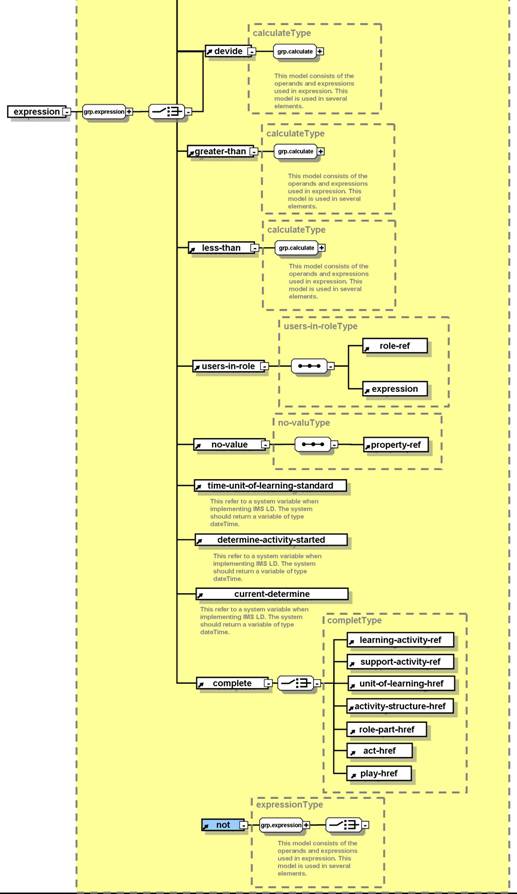 calculateType
devide
grp.calculate
This model consists of the
operands and expressions
used in expression. This
model is used in several
elements.
expression
grp.expression
calculateType
greater-than
grp.calculate
This model consists of the
operands and expressions
used in expression. This
model is used in several
elements.
calculateType
less-than
grp.calculate
This model consists of the
operands and expressions
used in expression. This
model is used in several
elements.
users-in-roleType
role-ref
users-in-role
expression
no-valuType
no-value
property-ref
time-unit-of-learning-standard
This refer to a system variable when
implementing IMS LD. The system
should return a variable of type
dateTime.
determine-activity-started
This refer to a system variable when
implementing IMS LD. The system
should return a variable of type
dateTime.
current-determine
This refer to a system variable when
implementing IMS LD. The system
should return a variable of type
dateTime.
completType
learning-activity-ref
support-activity-ref
complete
unit-of-learning-href
activity-structure-href
role-part-href
act-href
play-href
expressionType
not
grp.expression
This model consists of the
operands and expressions
used in expression. This
model is used in several
elements.